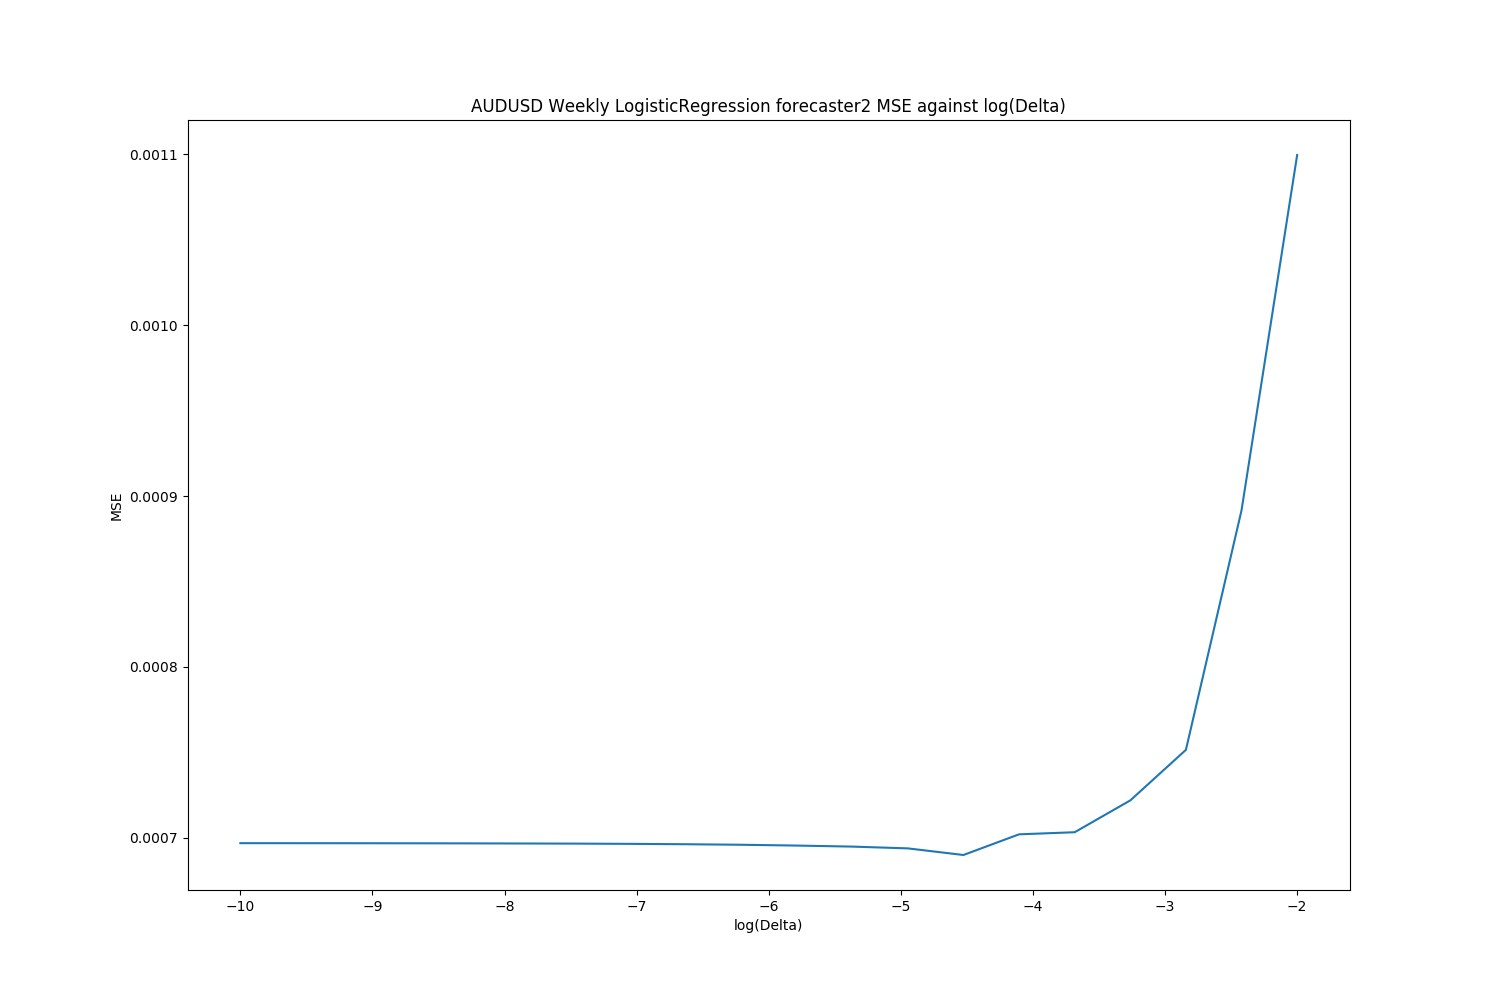 AUDUSD Weekly LogisticRegression forecaster2 MSE against log(Delta)
0.0011
0.0010
0.0009
0.0008
0.0007
MSE
−10 −9 −8 −7 −6 −5 −4 −3 −2
log(Delta)